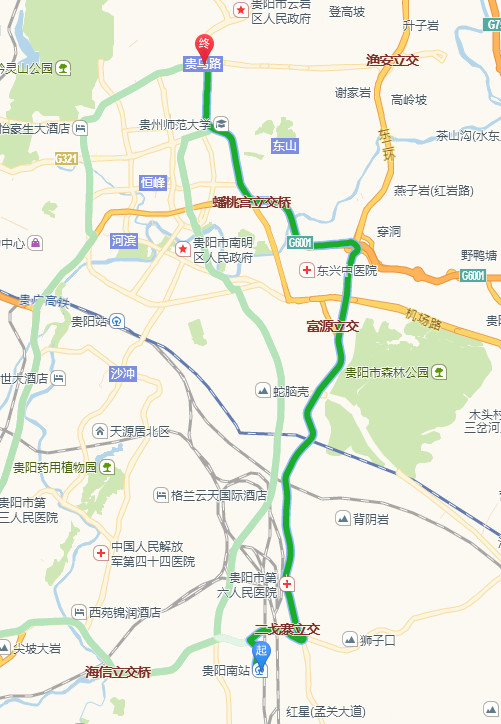 贵阳市云岩
区人民政府
登高坡
升子岩
G75
终
黔灵山公园
贵乌路
渔安立交
谢家岩
高岭坡
贵州师范大学
怡豪生大酒店
茶山沟(水东
东二环
东山
G321
恒峰
燕子岩(红岩路)
蟠桃宫立交桥
穿洞
中心
河滨
贵阳市南明
区人民政府
G6001
野鸭塘
东兴中医院
G6001
贵广高铁
机场路
贵阳站
富源立交
贵阳
沙冲
世大酒店
贵阳市森林公园
蛇脑壳
木头村
三岔河
天源居北区
贵阳药用植物园
格兰云天国际酒店
贵阳市第
三人民医院
背阴岩
中国人民解放
军第四十四医院
贵阳市第
六人民医院
西苑锦润酒店
二戈寨立交
尖坡大岩
起
狮子口
海信立交桥
贵阳南站
红星(孟关大道)